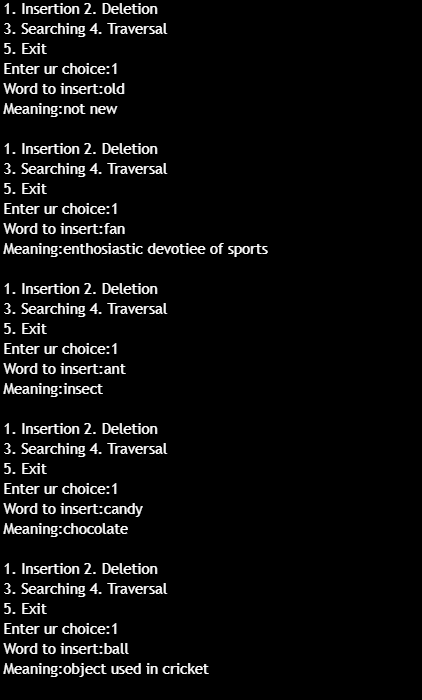 1. Insertion 2. Deletion
3. Searching 4. Traversal
5. Exit
Enter ur choice:1
Word to insert:old
Meaning:not new
1. Insertion 2. Deletion
3. Searching 4. Traversal
5. Exit
Enter ur choice:1
Word to insert:fan
Meaning:enthosiastic devotiee of sports
1. Insertion 2. Deletion
3. Searching 4. Traversal
5. Exit
Enter ur choice:1
Word to insert:ant
Meaning:insect
1. Insertion 2. Deletion
3. Searching 4. Traversal
5. Exit
Enter ur choice:1
Word to insert:candy
Meaning:chocolate
1. Insertion 2. Deletion
3. Searching 4. Traversal
5. Exit
Enter ur choice:1
Word to insert:ball
Meaning:object used in cricket